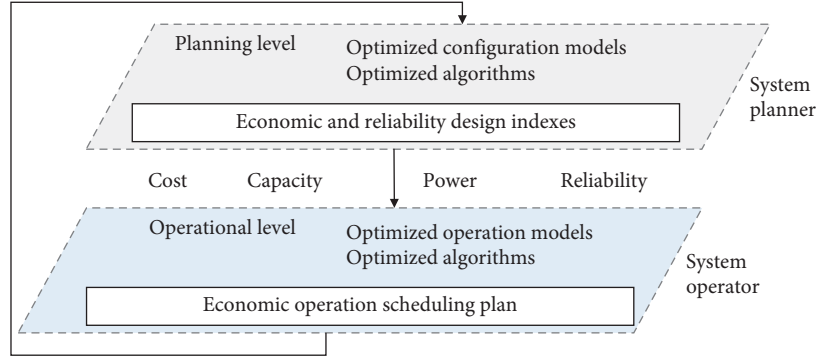 Planning level
Optimized configuration models
Optimized algorithms
Economic and reliability design indexes
System
planner
Cost Capacity Power Reliability
Operational level
Optimized operation models
Optimized algorithms
Economic operation scheduling plan
System
operator